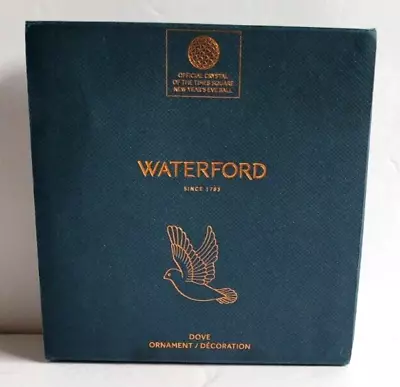 OFFICIAL CRYSTAL
OF THE TIMES SQUARE
NEW YEAR'S EVE BALL
WATERFORD
SINCE 1783
DOVE
ORNAMENT / DÉCORATION